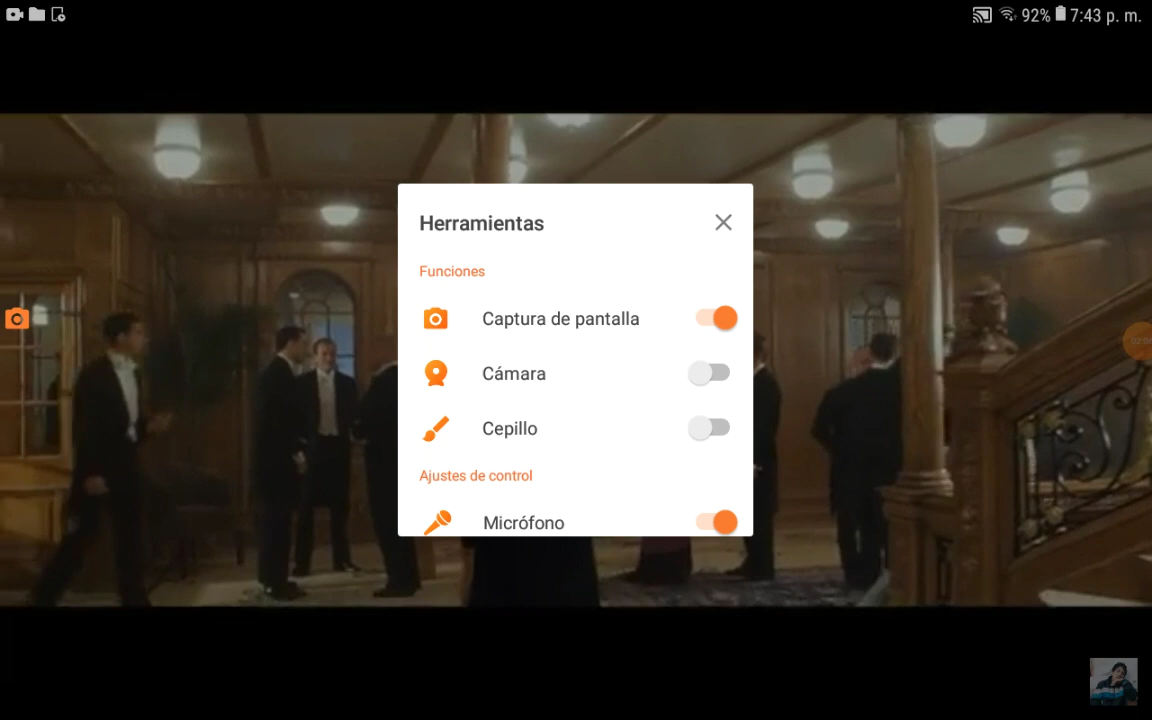 92% 7:43 p. m.
Herramientas
Funciones
Captura de pantalla
Cámara
Cepillo
Ajustes de control
Micrófono